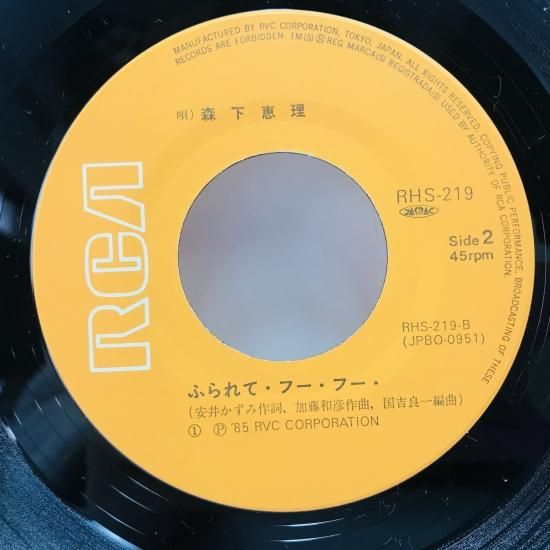 MANUFACTURED BY RVC CORPORATION, TOKYO, JAPAN. ALL RIGHTS RESERVED. COPYING PUBLIC PERFORMANCE, BROADCASTING OF THESE
RECORDS ARE FORBIDDEN. TM(S)® REG. MARCA(S) REGISTRADA(S) USED BY AUTHORITY OF RCA CORPORATION.
唄) 森下恵理
RCA
RHS-219
JASRAC
Side 2
45rpm
RHS-219-B
(JPBO-0951)
ふられて・フー・フー・
(安井かずみ作詞, 加藤和彦作曲, 国吉良一編曲)
① Ⓟ '85 RVC CORPORATION